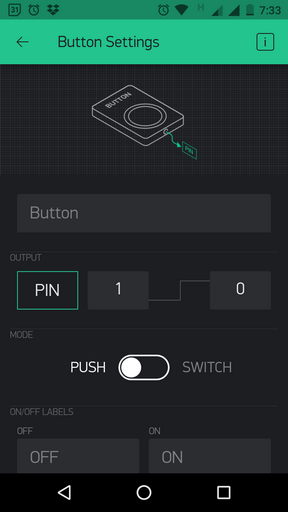 31 H 7:33
Button Settings i
BUTTON
PIN
Button
OUTPUT
PIN 1 0
MODE
PUSH SWITCH
ON/OFF LABELS
OFF ON
OFF ON